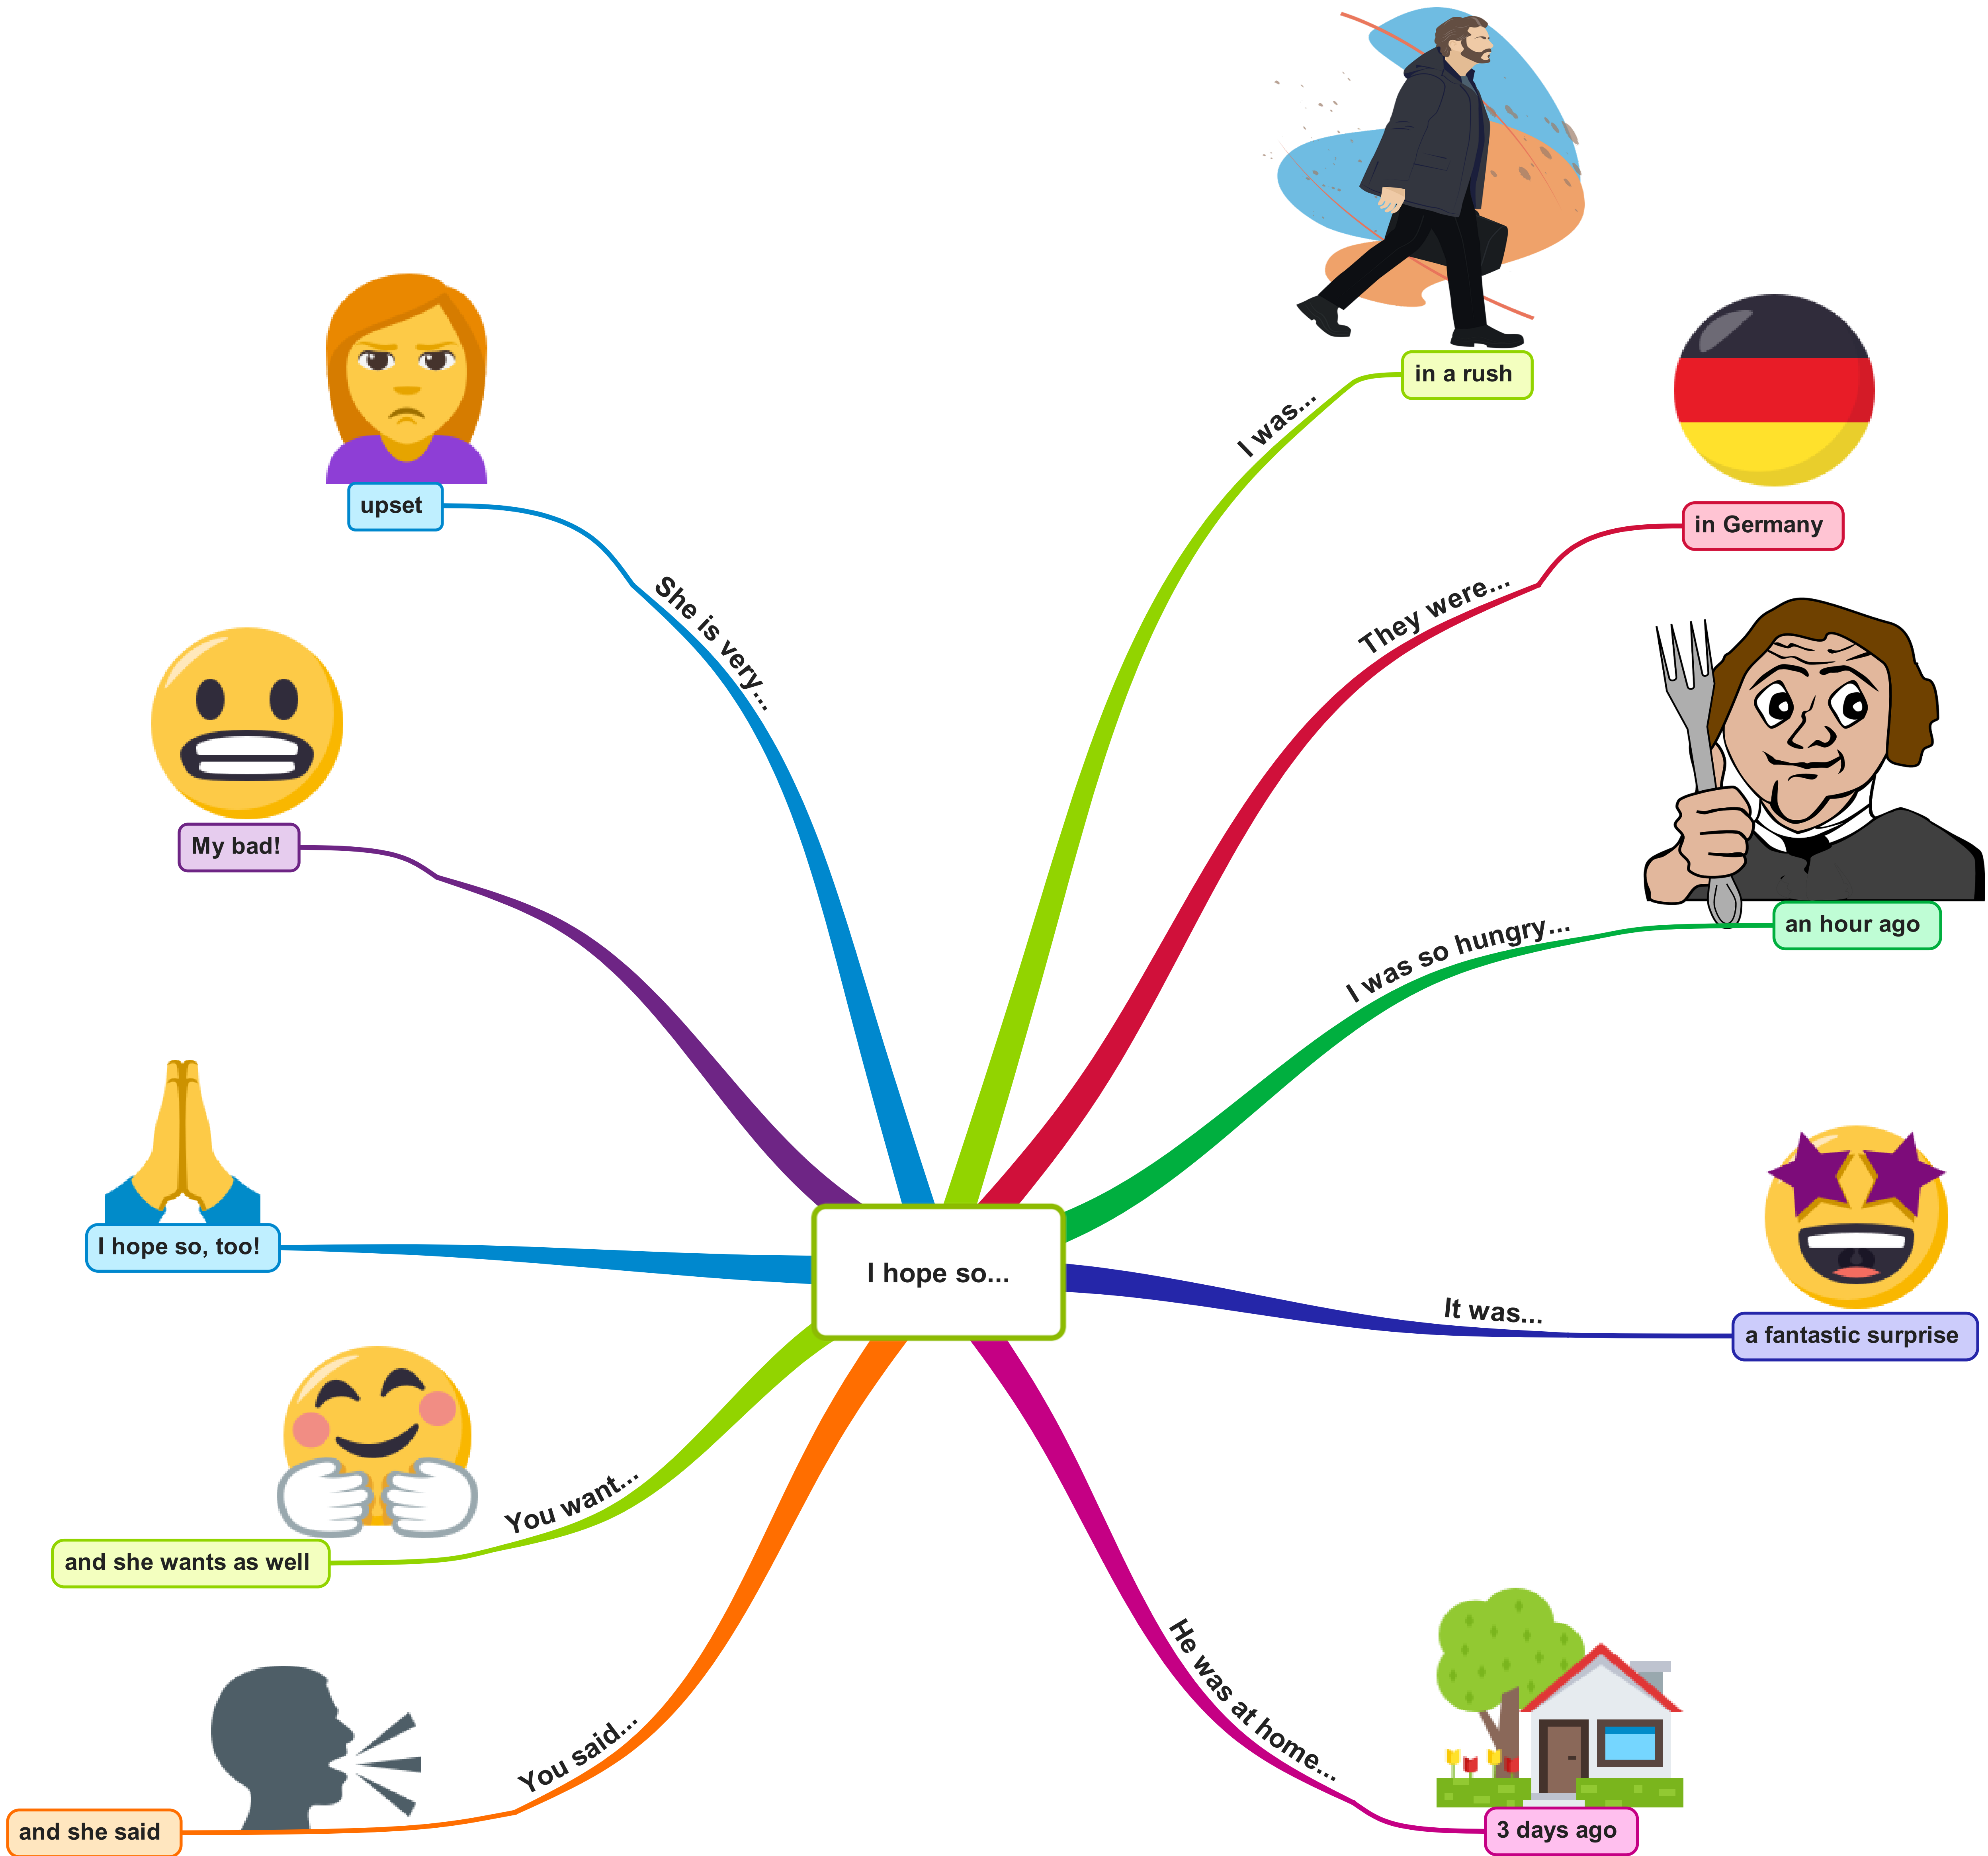 I hope so...
I was...
in a rush
They were...
in Germany
I was so hungry...
an hour ago
It was...
a fantastic surprise
He was at home...
3 days ago
You said...
and she said
You want...
and she wants as well
I hope so, too!
My bad!
She is very...
upset